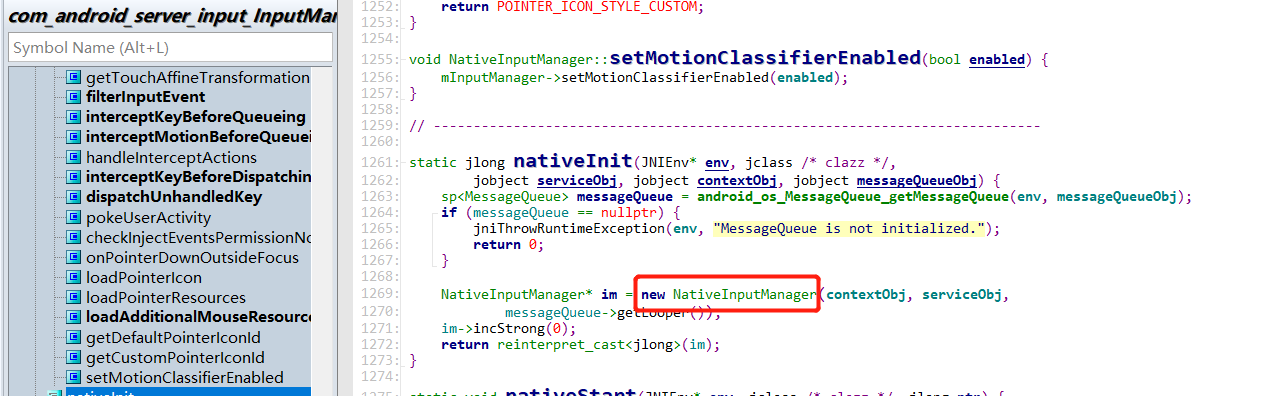 com_android_server_input_InputMan
Symbol Name (Alt+L)
getTouchAffineTransformation
filterInputEvent
interceptKeyBeforeQueueing
interceptMotionBeforeQueuei
handleInterceptActions
interceptKeyBeforeDispatchin
dispatchUnhandledKey
pokeUserActivity
checkInjectEventsPermissionNo
onPointerDownOutsideFocus
loadPointerIcon
loadPointerResources
loadAdditionalMouseResourc
getDefaultPointerIconId
getCustomPointerIconId
setMotionClassifierEnabled
nativeInit
1252: return POINTER_ICON_STYLE_CUSTOM;
1253: }
1254:
1255: void NativeInputManager::setMotionClassifierEnabled(bool enabled) {
1256: mInputManager->setMotionClassifierEnabled(enabled);
1257: }
1258:
1259: // ----------------------------------------------------------------------------
1260:
1261: static jlong nativeInit(JNIEnv* env, jclass /* clazz */,
1262: jobject serviceObj, jobject contextObj, jobject messageQueueObj) {
1263: sp<MessageQueue> messageQueue = android_os_MessageQueue_getMessageQueue(env, messageQueueObj);
1264: if (messageQueue == nullptr) {
1265: jniThrowRuntimeException(env, "MessageQueue is not initialized.");
1266: return 0;
1267: }
1268:
1269: NativeInputManager* im = new NativeInputManager(contextObj, serviceObj,
1270: messageQueue->getLooper());
1271: im->incStrong(0);
1272: return reinterpret_cast<jlong>(im);
1273: }
1274:
1275: static void nativeStart(JNIEnv* env, jclass /* clazz */, jlong ptr) {